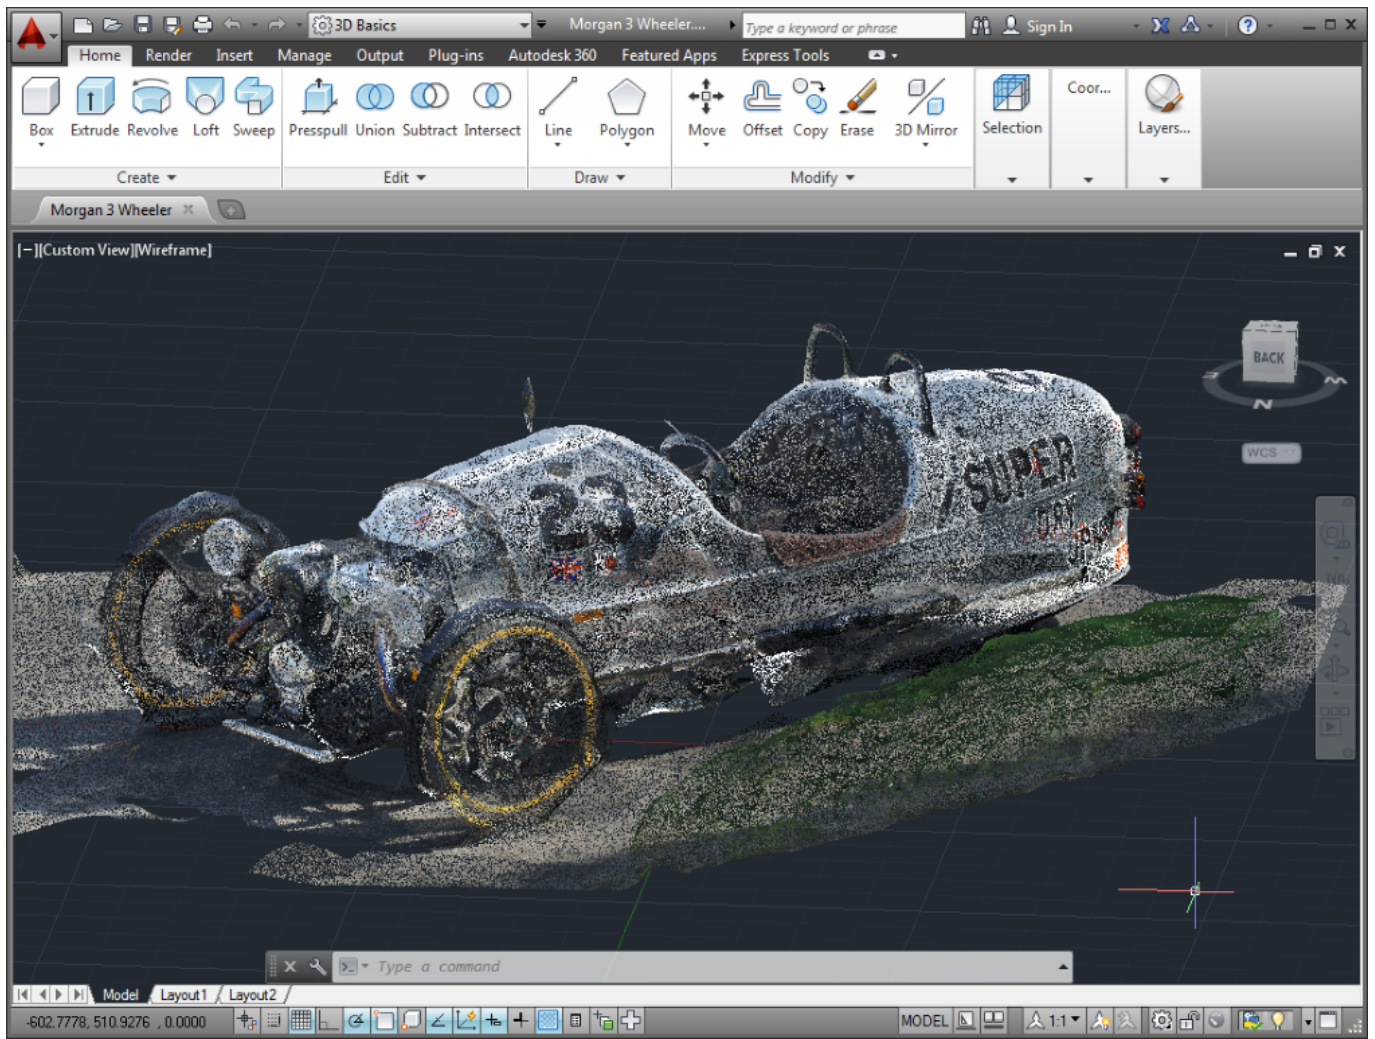 3D Basics Morgan 3 Wheeler.... Type a keyword or phrase Sign In
Home Render Insert Manage Output Plug-ins Autodesk 360 Featured Apps Express Tools
Box Extrude Revolve Loft Sweep Presspull Union Subtract Intersect Line Polygon Move Offset Copy Erase 3D Mirror Selection Coor... Layers...
Create Edit Draw Modify
Morgan 3 Wheeler
[−][Custom View][Wireframe]
BACK
N
WCS
23
SUPER
DRY
Type a command
Model Layout1 Layout2
-602.7778, 510.9276 , 0.0000 MODEL 1:1